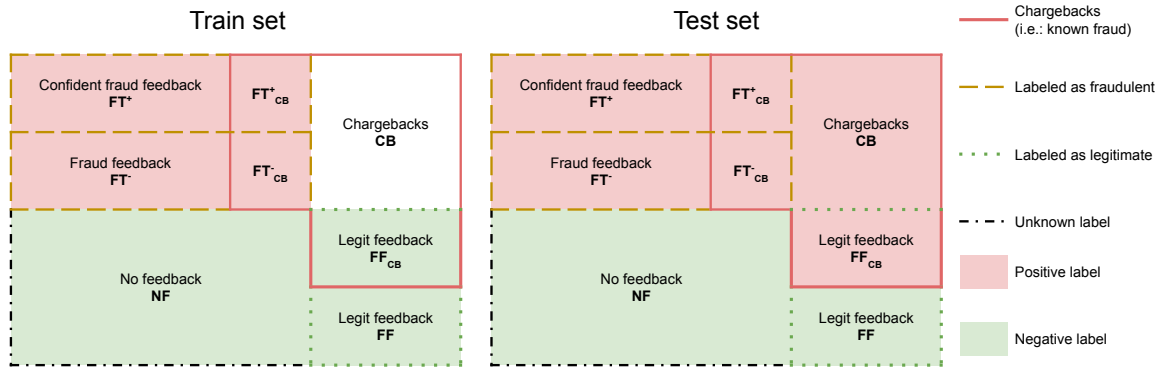 Train set
Confident fraud feedback
FT+
FT+CB
Chargebacks
CB
Fraud feedback
FT-
FT-CB
Legit feedback
FFCB
No feedback
NF
Legit feedback
FF
Test set
Confident fraud feedback
FT+
FT+CB
Chargebacks
CB
Fraud feedback
FT-
FT-CB
Legit feedback
FFCB
No feedback
NF
Legit feedback
FF
Chargebacks
(i.e.: known fraud)
Labeled as fraudulent
Labeled as legitimate
Unknown label
Positive label
Negative label